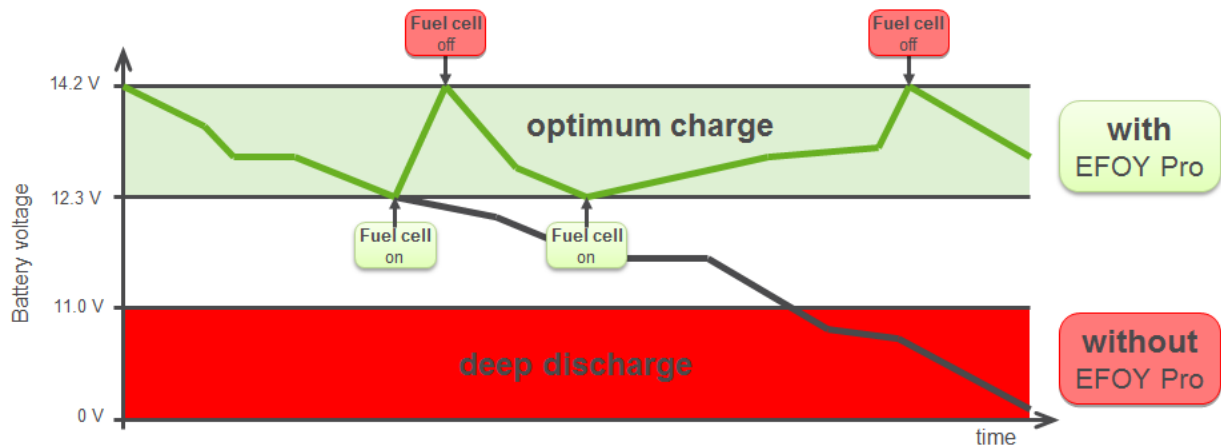 Fuel cell
off
Fuel cell
off
14.2 V
optimum charge
with
EFOY Pro
12.3 V
Fuel cell
on
Fuel cell
on
Battery voltage
11.0 V
deep discharge
without
EFOY Pro
0 V
time